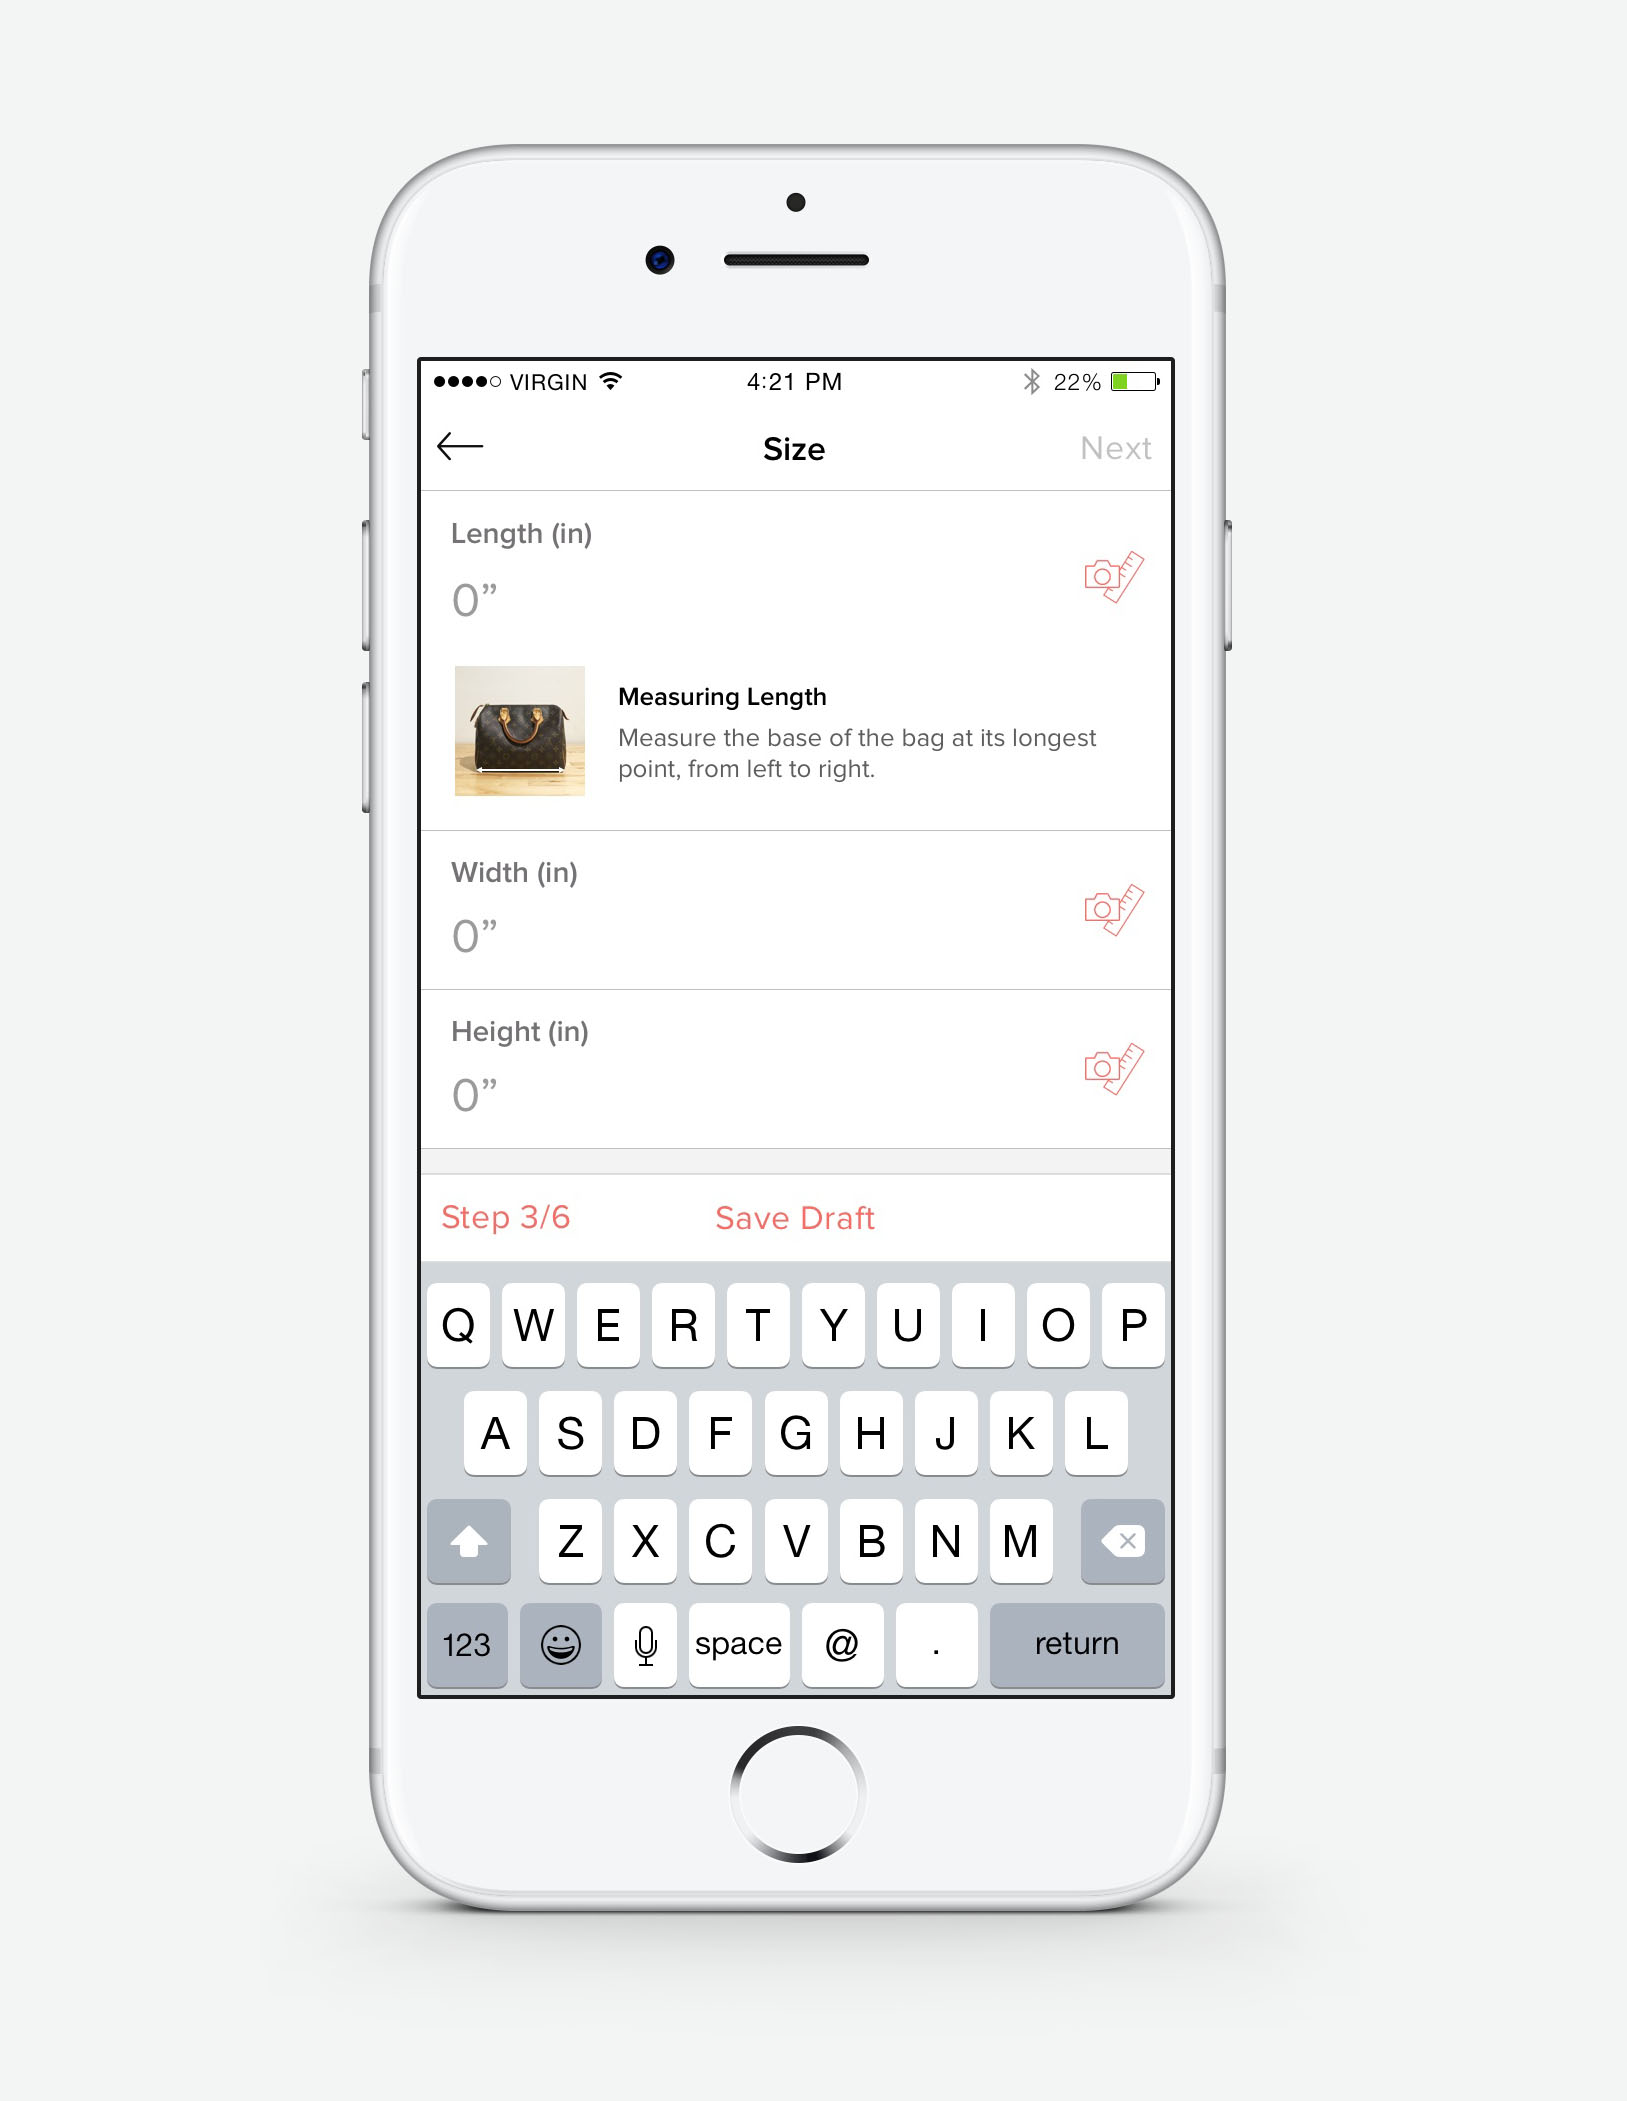 VIRGIN 4:21 PM 22%
Size Next
Length (in)
0”
Measuring Length
Measure the base of the bag at its longest
point, from left to right.
Width (in)
0”
Height (in)
0”
Step 3/6 Save Draft
Q W E R T Y U I O P
A S D F G H J K L
Z X C V B N M
123 space @ . return